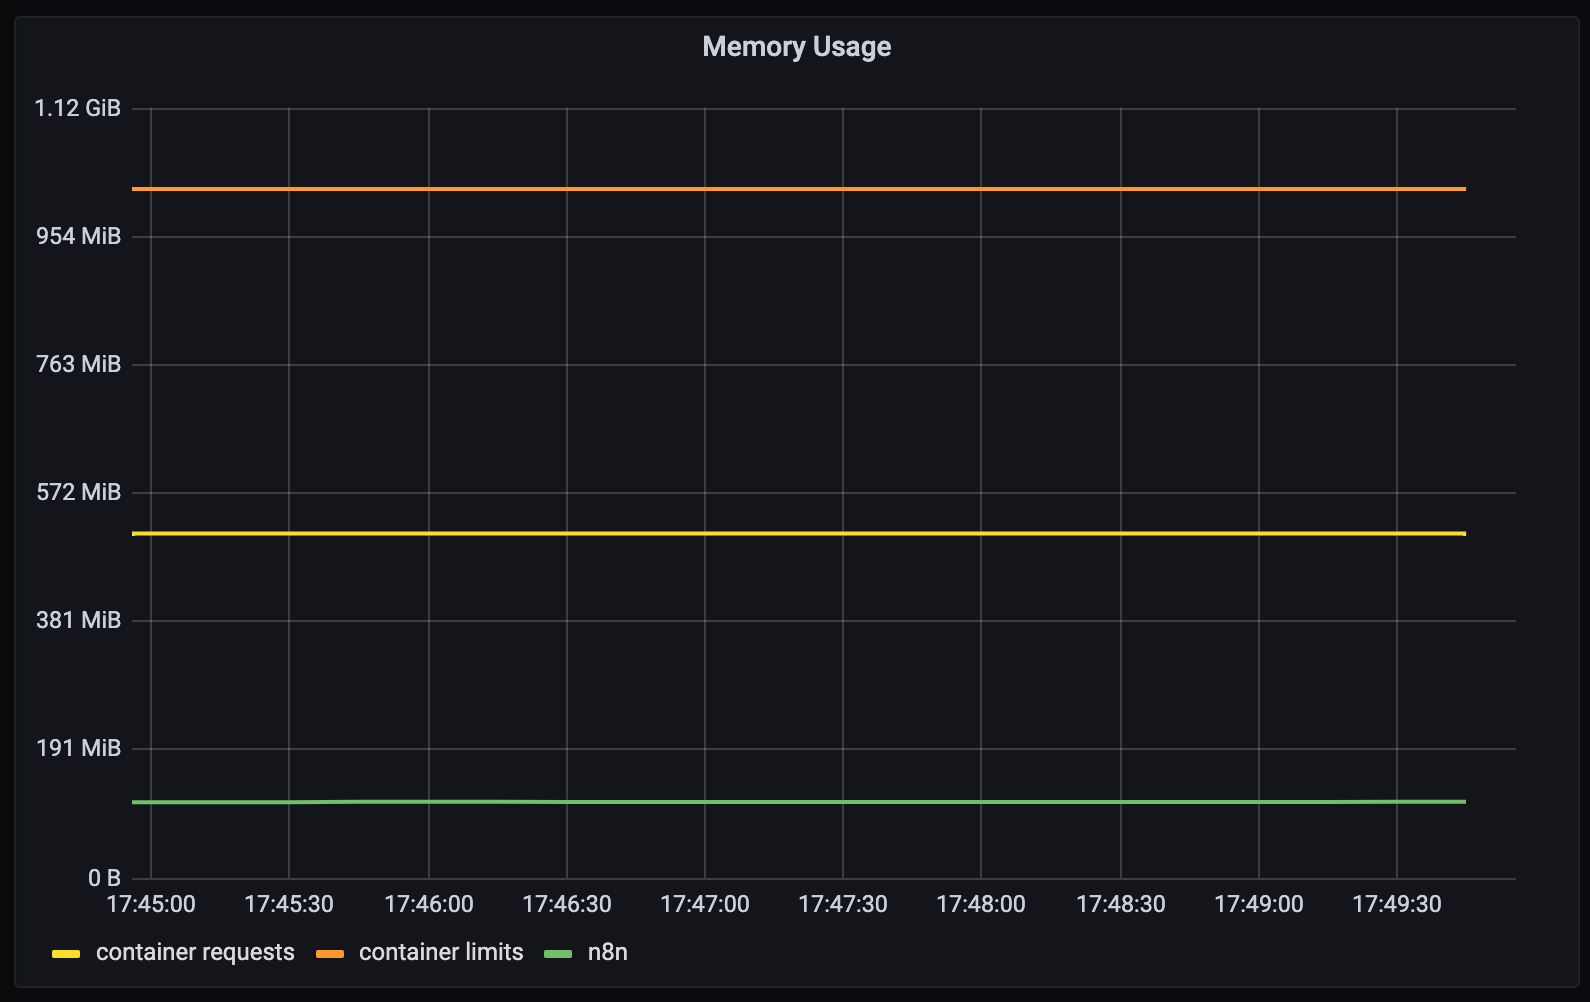 Memory Usage
1.12 GiB
954 MiB
763 MiB
572 MiB
381 MiB
191 MiB
0 B
17:45:00 17:45:30 17:46:00 17:46:30 17:47:00 17:47:30 17:48:00 17:48:30 17:49:00 17:49:30
container requests container limits n8n